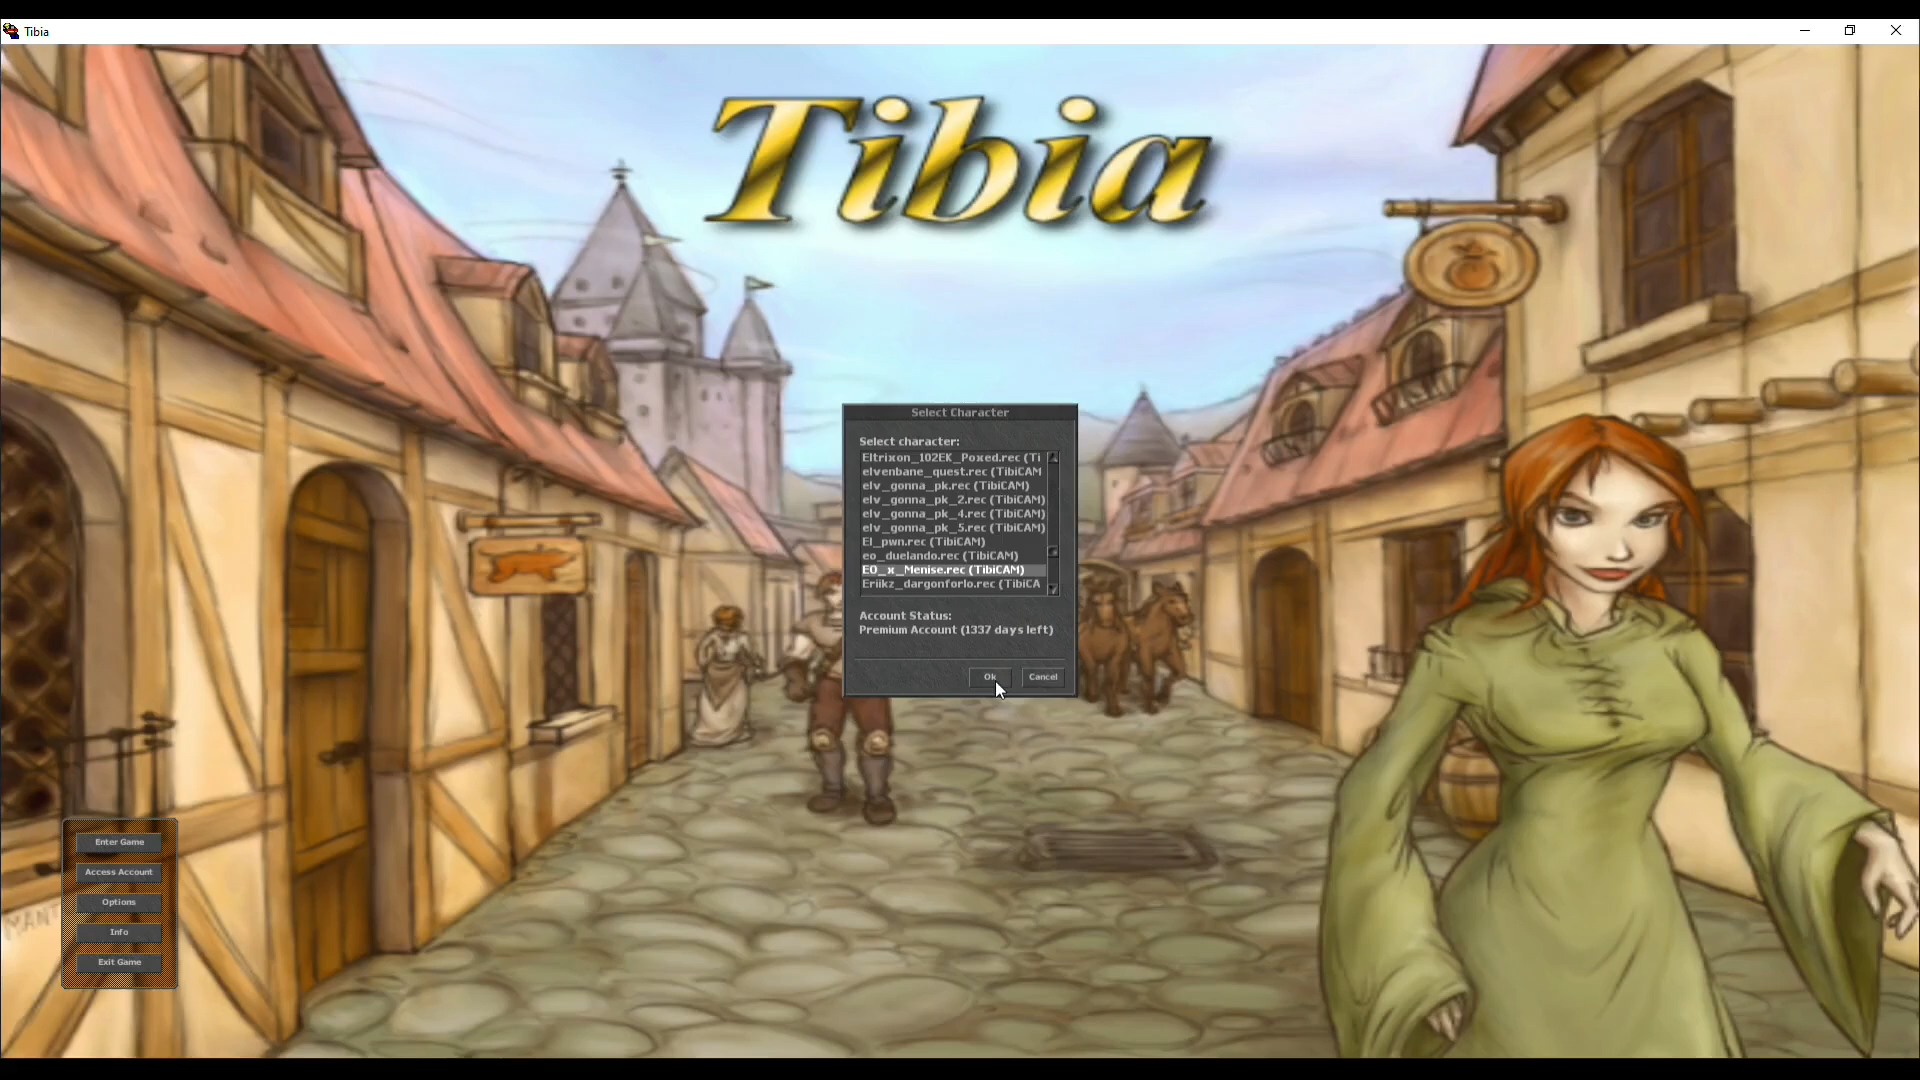 Tibia
Tibia
Select Character
Select character:
Eltrixon_102EK_Poxed.rec (Ti
elvenbane_quest.rec (TibiCAM
elv_gonna_pk.rec (TibiCAM)
elv_gonna_pk_2.rec (TibiCAM)
elv_gonna_pk_4.rec (TibiCAM)
elv_gonna_pk_5.rec (TibiCAM)
El_pwn.rec (TibiCAM)
eo_duelando.rec (TibiCAM)
EO_x_Menise.rec (TibiCAM)
Eriikz_dargonforlo.rec (TibiCA
Account Status:
Premium Account (1337 days left)
Ok
Cancel
Enter Game
Access Account
Options
Info
Exit Game